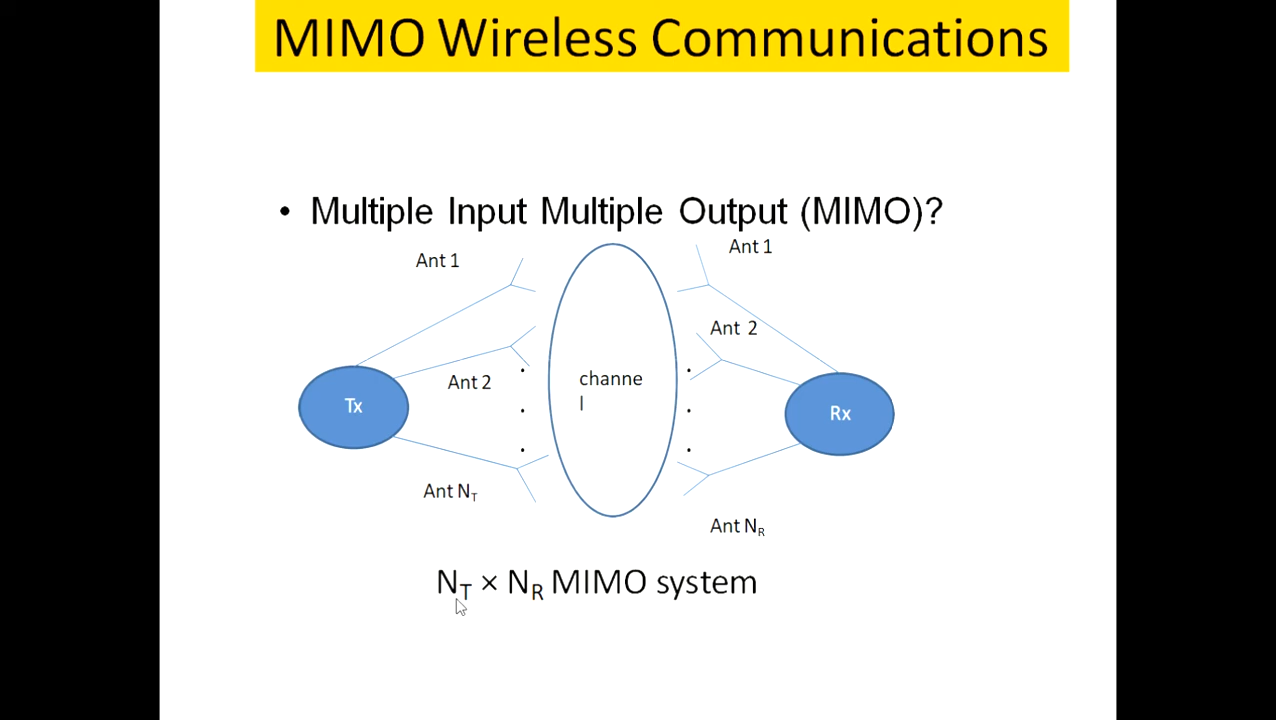 MIMO Wireless Communications
• Multiple Input Multiple Output (MIMO)?
Ant 1
Ant 1
Ant 2
Ant 2
channe
l
Tx
Rx
Ant N_T
Ant N_R
N_T × N_R MIMO system